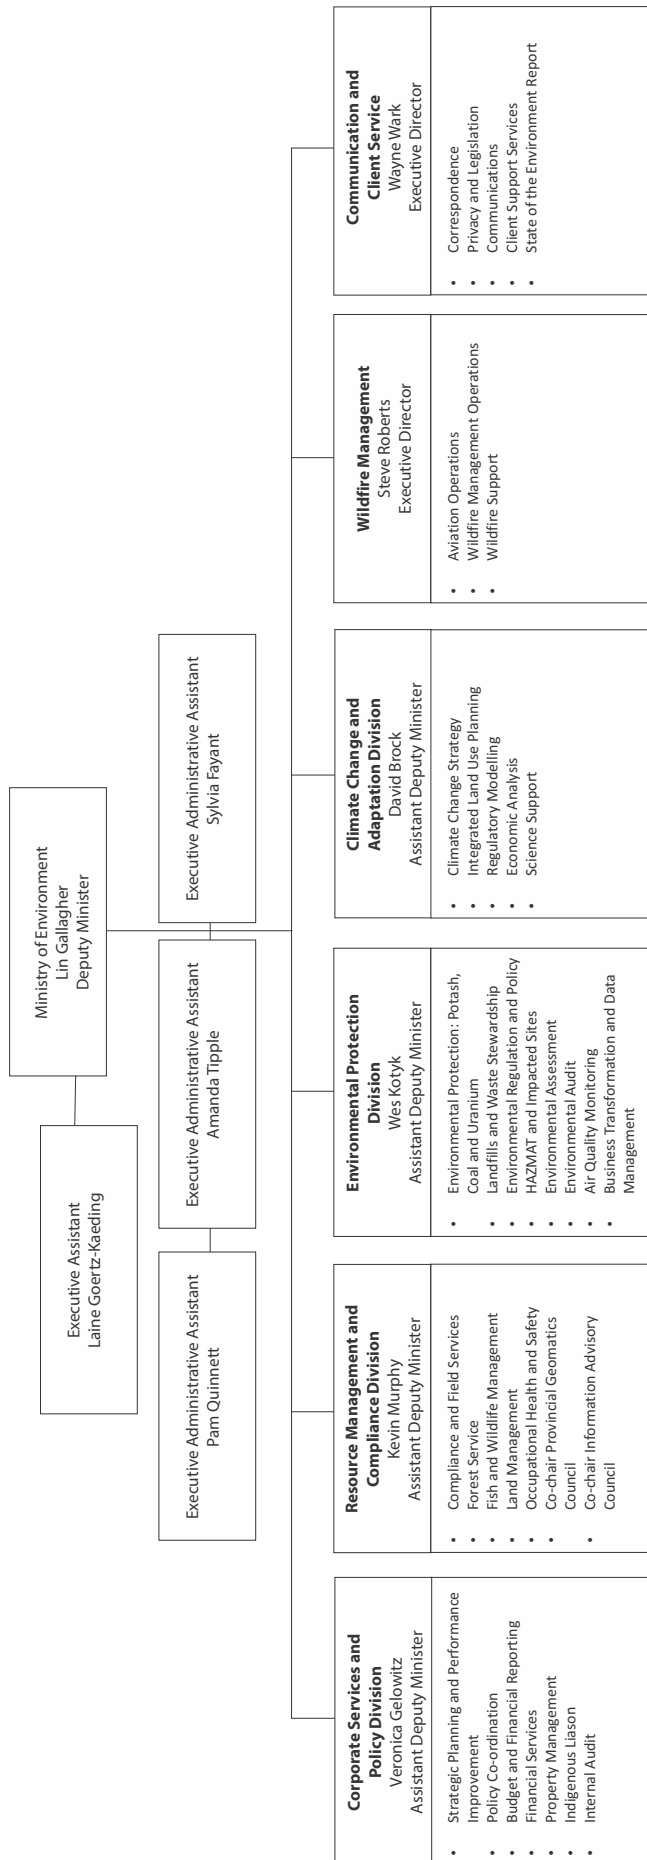 Ministry of Environment
Lin Gallagher
Deputy Minister
Executive Assistant
Laine Goertz-Kaeding
Executive Administrative Assistant
Pam Quinnett
Executive Administrative Assistant
Amanda Tipple
Executive Administrative Assistant
Sylvia Fayant
Corporate Services and
Policy Division
Veronica Gelowitz
Assistant Deputy Minister
• Strategic Planning and Performance
Improvement
• Policy Co-ordination
• Budget and Financial Reporting
• Financial Services
• Property Management
• Indigenous Liason
• Internal Audit
Resource Management and
Compliance Division
Kevin Murphy
Assistant Deputy Minister
• Compliance and Field Services
• Forest Service
• Fish and Wildlife Management
• Land Management
• Occupational Health and Safety
• Co-chair Provincial Geomatics
Council
• Co-chair Information Advisory
Council
Environmental Protection
Division
Wes Kotyk
Assistant Deputy Minister
• Environmental Protection: Potash,
Coal and Uranium
• Landfills and Waste Stewardship
• Environmental Regulation and Policy
• HAZMAT and Impacted Sites
• Environmental Assessment
• Environmental Audit
• Air Quality Monitoring
• Business Transformation and Data
Management
Climate Change and
Adaptation Division
David Brock
Assistant Deputy Minister
• Climate Change Strategy
• Integrated Land Use Planning
• Regulatory Modelling
• Economic Analysis
• Science Support
Wildfire Management
Steve Roberts
Executive Director
• Aviation Operations
• Wildfire Management Operations
• Wildfire Support
Communication and
Client Service
Wayne Wark
Executive Director
• Correspondence
• Privacy and Legislation
• Communications
• Client Support Services
• State of the Environment Report